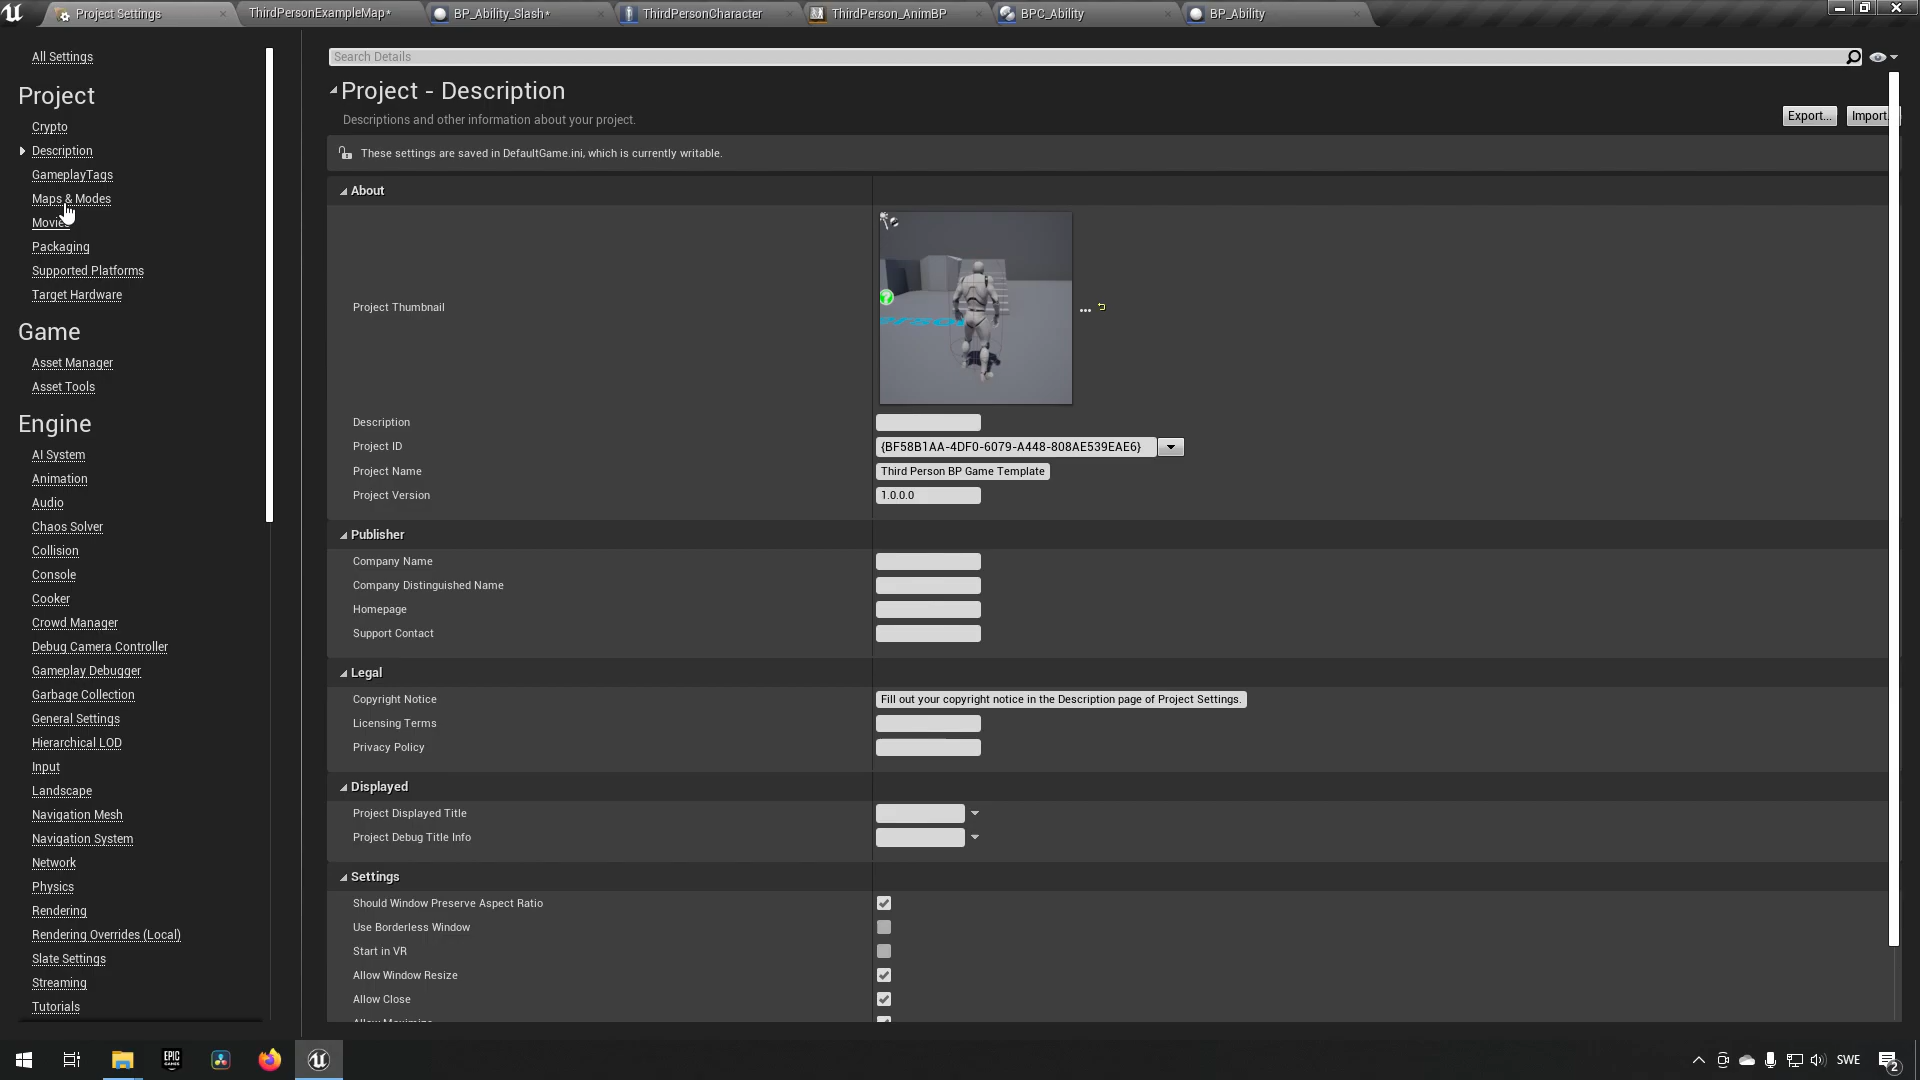 Project Settings
ThirdPersonExampleMap*
BP_Ability_Slash*
ThirdPersonCharacter
ThirdPerson_AnimBP
BPC_Ability
BP_Ability
All Settings
Project
Crypto
Description
GameplayTags
Maps & Modes
Movies
Packaging
Supported Platforms
Target Hardware
Game
Asset Manager
Asset Tools
Engine
AI System
Animation
Audio
Chaos Solver
Collision
Console
Cooker
Crowd Manager
Debug Camera Controller
Gameplay Debugger
Garbage Collection
General Settings
Hierarchical LOD
Input
Landscape
Navigation Mesh
Navigation System
Network
Physics
Rendering
Rendering Overrides (Local)
Slate Settings
Streaming
Tutorials
Search Details
Project - Description
Descriptions and other information about your project.
Export...
Import
These settings are saved in DefaultGame.ini, which is currently writable.
About
Project Thumbnail
Description
Project ID
{BF58B1AA-4DF0-6079-A448-808AE539EAE6}
Project Name
Third Person BP Game Template
Project Version
1.0.0.0
Publisher
Company Name
Company Distinguished Name
Homepage
Support Contact
Legal
Copyright Notice
Fill out your copyright notice in the Description page of Project Settings.
Licensing Terms
Privacy Policy
Displayed
Project Displayed Title
Project Debug Title Info
Settings
Should Window Preserve Aspect Ratio
Use Borderless Window
Start in VR
Allow Window Resize
Allow Close
Allow Maximize
EPIC
GAMES
SWE
2